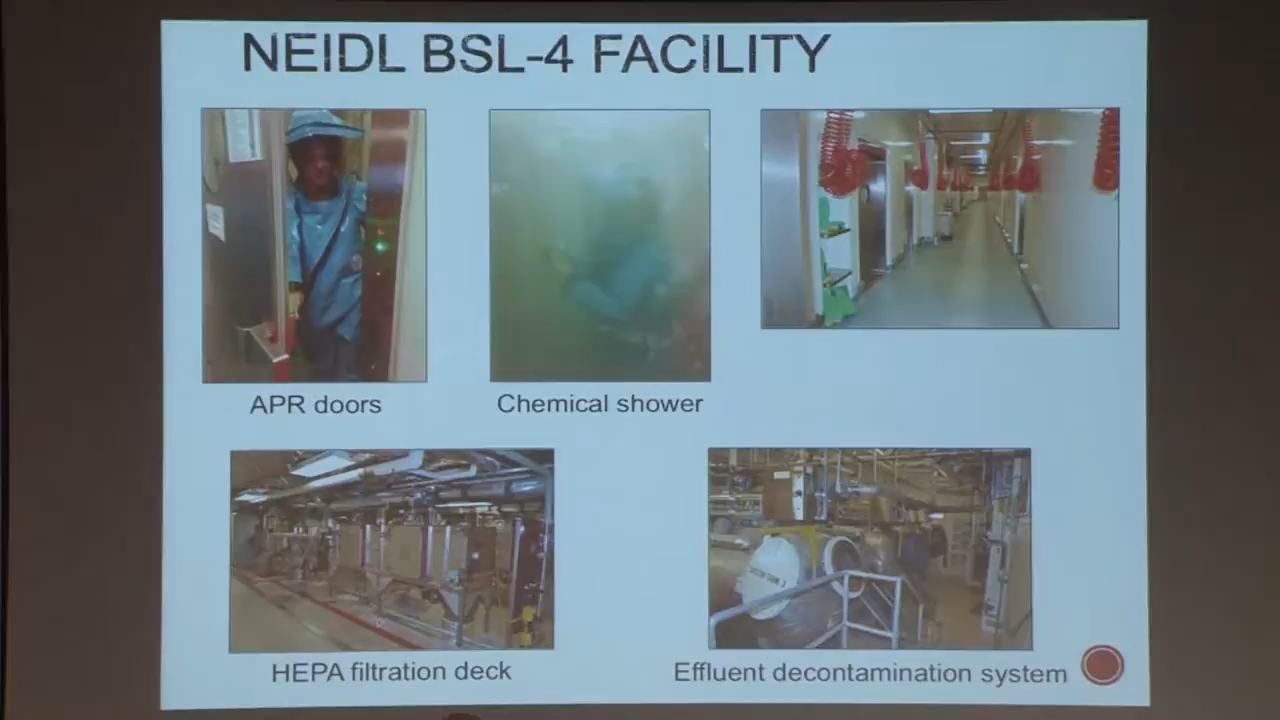 NEIDL BSL-4 FACILITY
APR doors
Chemical shower
HEPA filtration deck
Effluent decontamination system